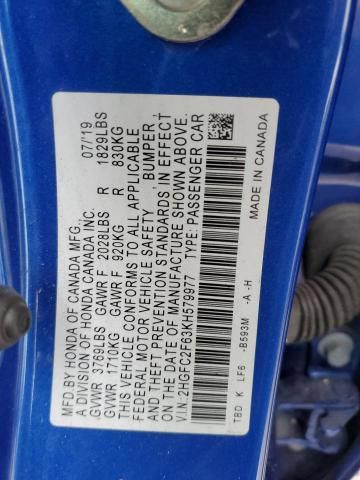 MFD BY HONDA OF CANADA MFG.,
A DIVISION OF HONDA CANADA INC. 07/'19
GVWR 3769LBS GAWR F 2028LBS R 1829LBS
GVWR 1710KG GAWR F 920KG R 830KG
THIS VEHICLE CONFORMS TO ALL APPLICABLE
FEDERAL MOTOR VEHICLE SAFETY, BUMPER,
AND THEFT PREVENTION STANDARDS IN EFFECT
ON THE DATE OF MANUFACTURE SHOWN ABOVE.
V.I.N: 2HGFC2F63KH579977 TYPE: PASSENGER CAR
TBD K LF6 -B593M -A -H
MADE IN CANADA